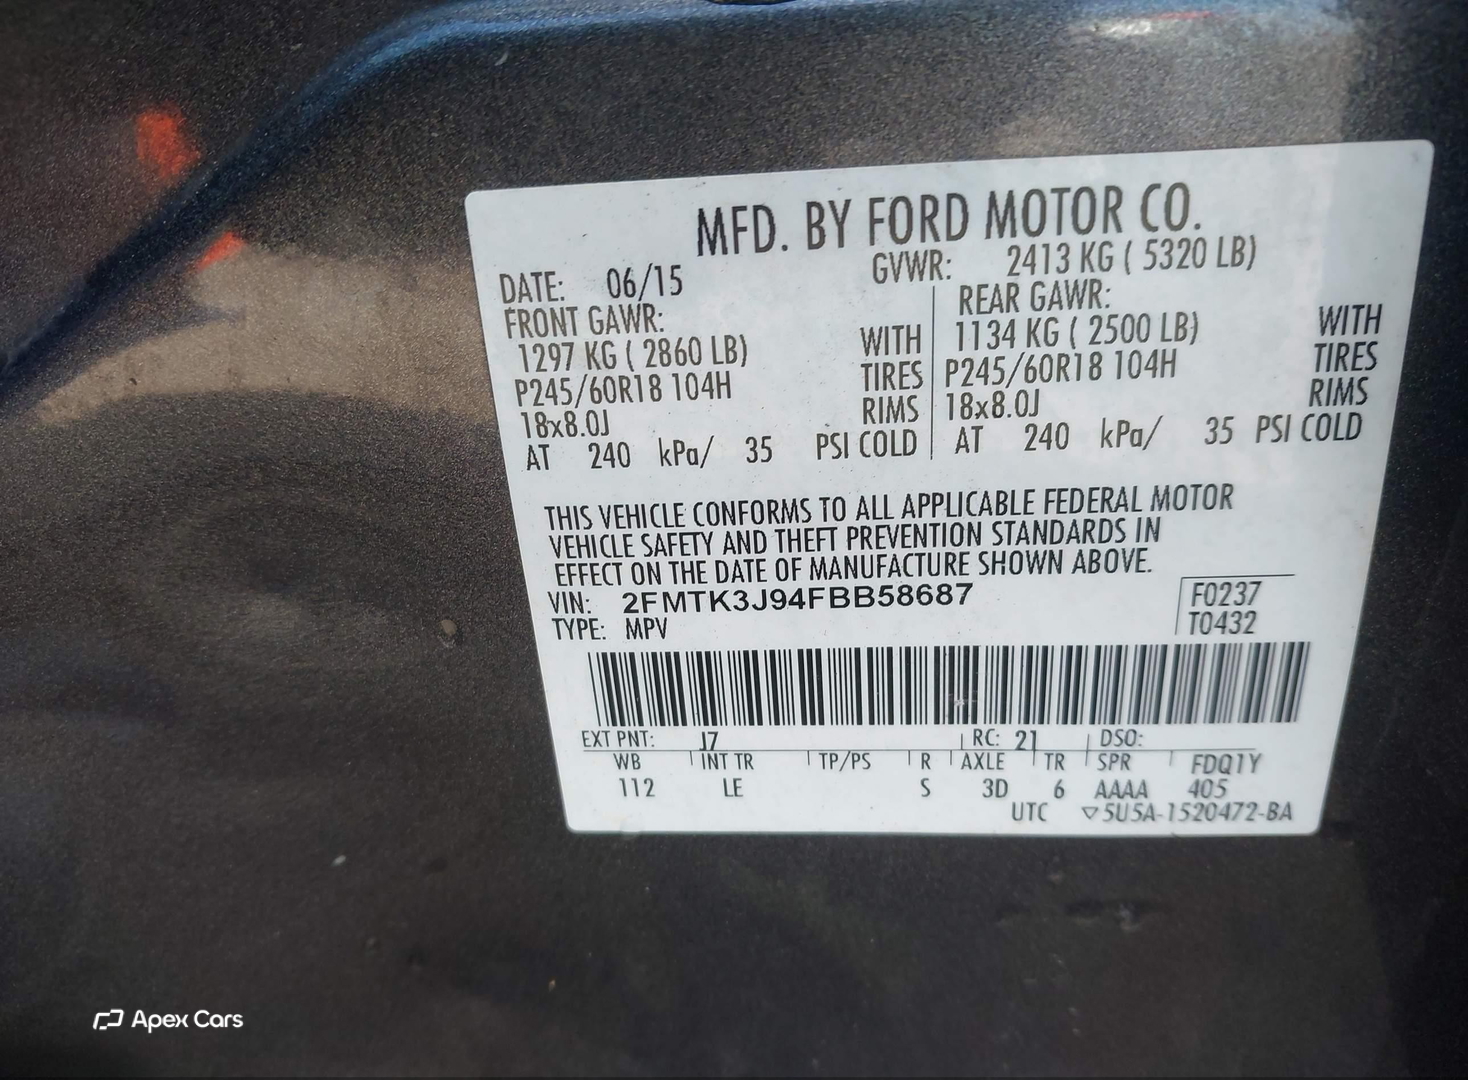 MFD. BY FORD MOTOR CO.
DATE: 06/15 GVWR: 2413 KG ( 5320 LB)
FRONT GAWR: REAR GAWR:
1297 KG ( 2860 LB) WITH 1134 KG ( 2500 LB) WITH
P245/60R18 104H TIRES P245/60R18 104H TIRES
18x8.0J RIMS 18x8.0J RIMS
AT 240 kPa/ 35 PSI COLD AT 240 kPa/ 35 PSI COLD
THIS VEHICLE CONFORMS TO ALL APPLICABLE FEDERAL MOTOR
VEHICLE SAFETY AND THEFT PREVENTION STANDARDS IN
EFFECT ON THE DATE OF MANUFACTURE SHOWN ABOVE.
VIN: 2FMTK3J94FBB58687 F0237
TYPE: MPV T0432
EXT PNT: J7 RC: 21 DSO:
WB INT TR TP/PS R AXLE TR SPR FDQ1Y
112 LE S 3D 6 AAAA 405
UTC ▽5U5A-1520472-BA
Apex Cars